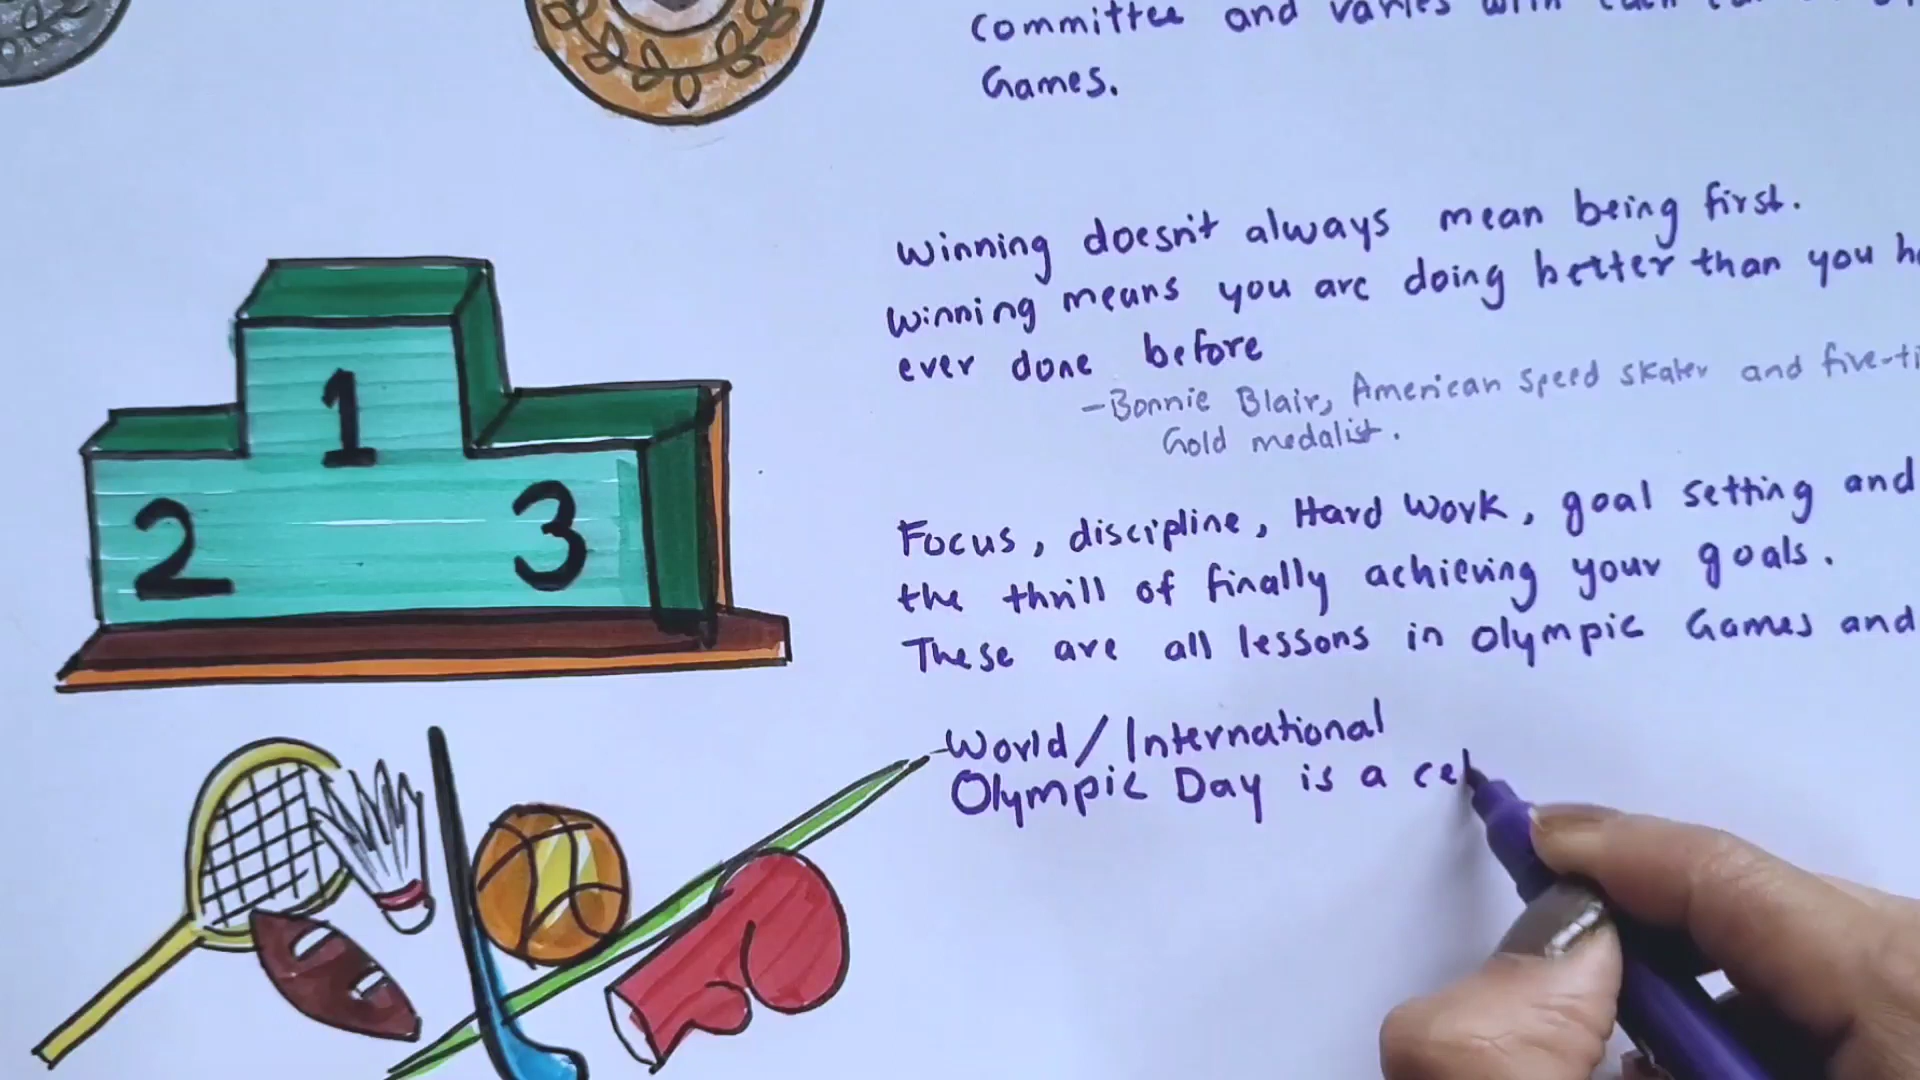 committee and varies with each
Games.
Winning doesn't always mean being first.
Winning means you are doing better than you
ever done before
-Bonnie Blair, American speed skater and
Gold medalist.
1
2 3
Focus, discipline, Hard Work, goal setting and
the thrill of finally achieving your goals.
These are all lessons in Olympic Games and
World/International
Olympic Day is a cel